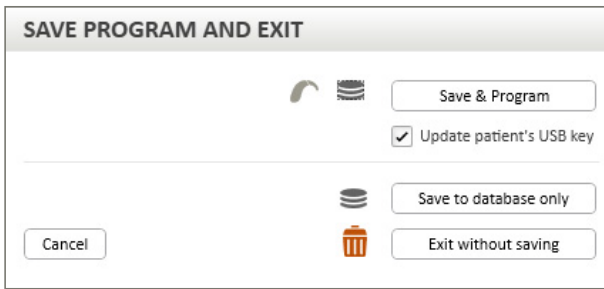 SAVE PROGRAM AND EXIT
Save & Program
Update patient's USB key
Save to database only
Cancel
Exit without saving